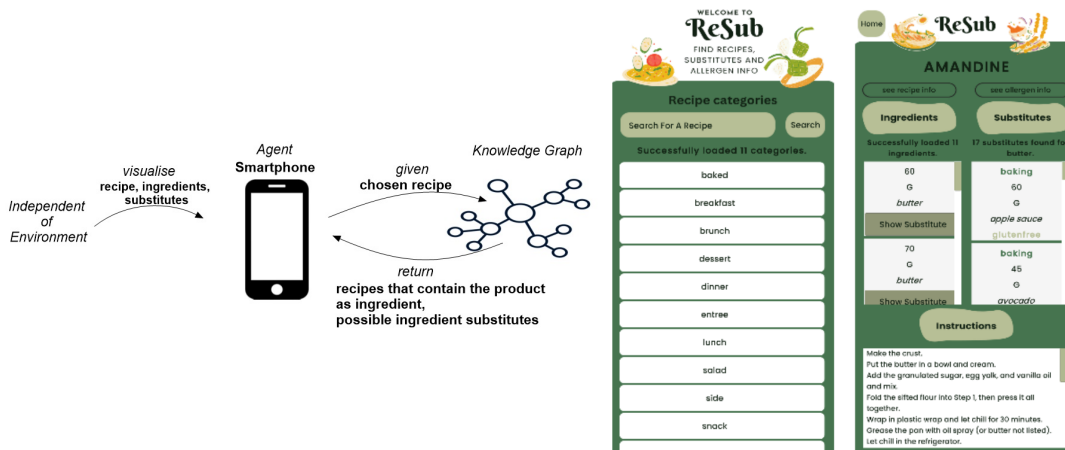 Independent
of
Environment
visualise
recipe, ingredients,
substitutes
Agent
Smartphone
given
chosen recipe
Knowledge Graph
return
recipes that contain the product
as ingredient,
possible ingredient substitutes
WELCOME TO
ReSub
FIND RECIPES,
SUBSTITUTES AND
ALLERGEN INFO
Recipe categories
Search For A Recipe
Search
Successfully loaded 11 categories.
baked
breakfast
brunch
dessert
dinner
entree
lunch
salad
side
snack
Home
ReSub
AMANDINE
see recipe info
see allergen info
Ingredients
Substitutes
Successfully loaded 11
ingredients.
17 substitutes found fo
butter.
60
G
butter
Show Substitute
70
G
butter
Show Substitute
baking
60
G
apple sauce
glutenfree
baking
45
G
avocado
Instructions
Make the crust.
Put the butter in a bowl and cream.
Add the granulated sugar, egg yolk, and vanilla oil
and mix.
Fold the sifted flour into Step 1, then press it all
together.
Wrap in plastic wrap and let chill for 30 minutes.
Grease the pan with oil spray (or butter not listed).
Let chill in the refrigerator.